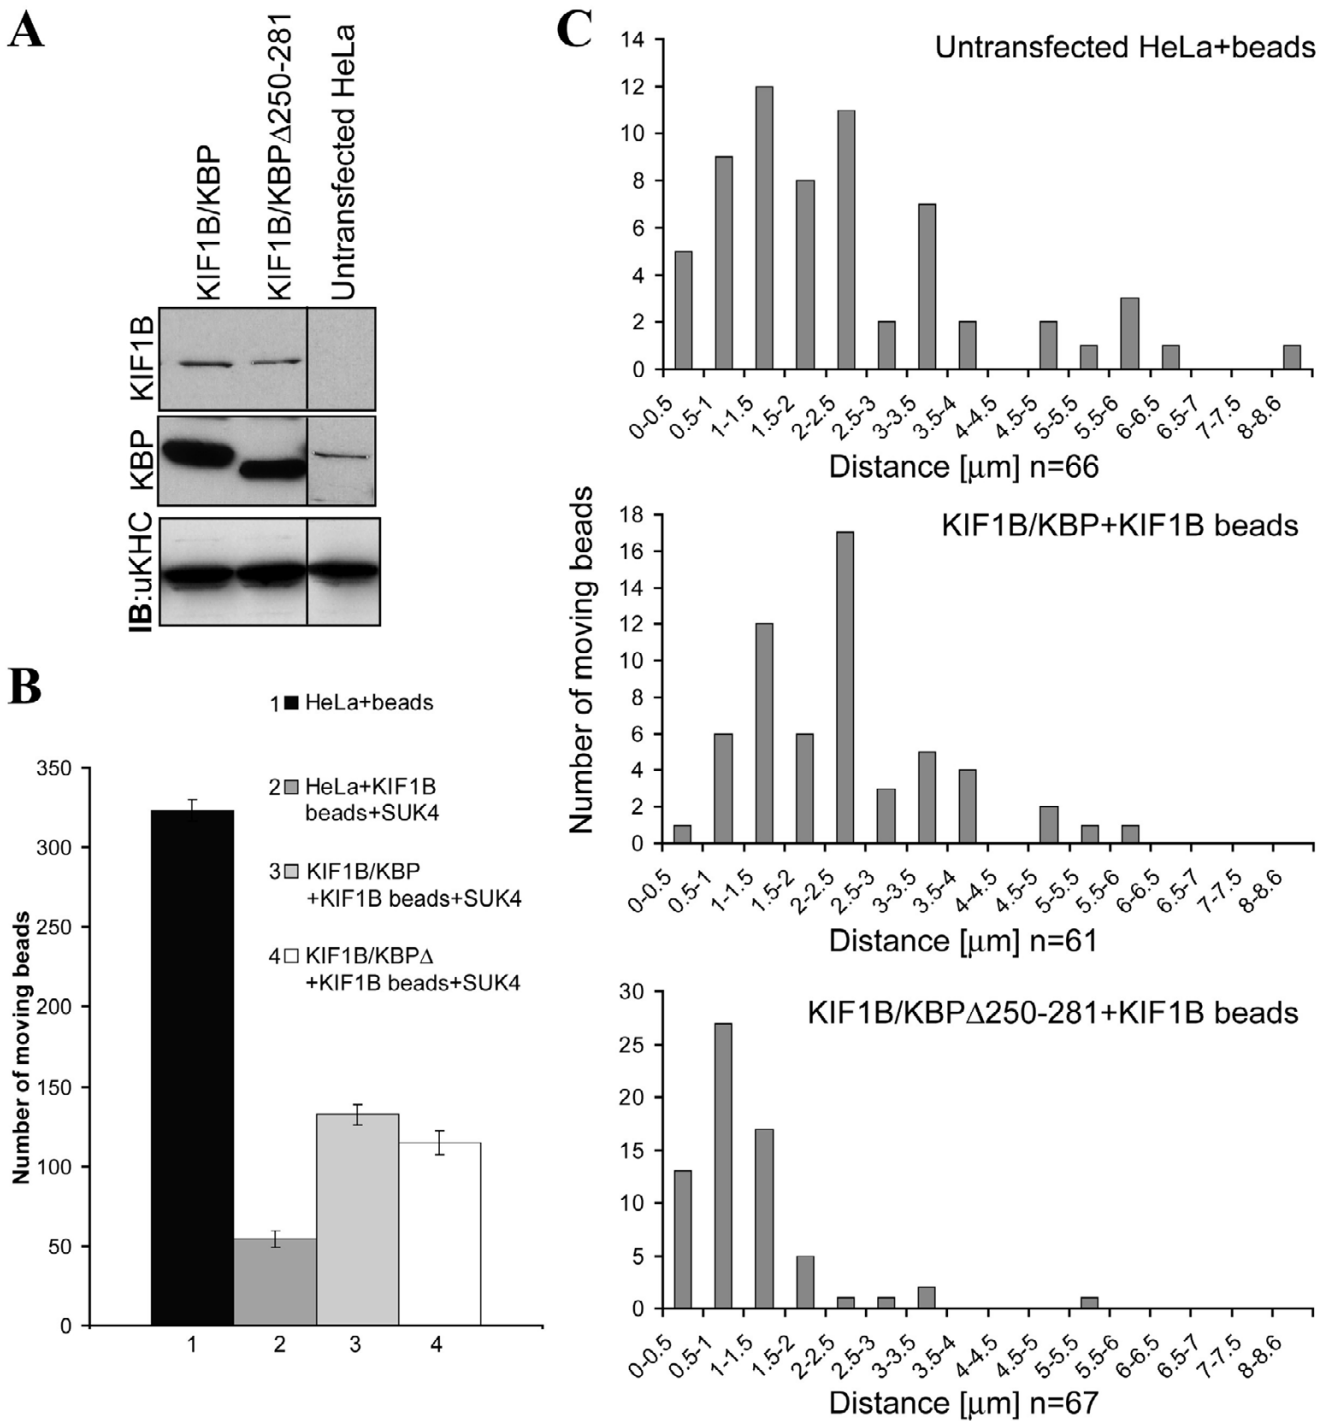 A
KIF1B/KBP
KIF1B/KBPΔ250-281
Untransfected HeLa
KIF1B
KBP
IB:uKHC
B
1 HeLa+beads
2 HeLa+KIF1B
beads+SUK4
3 KIF1B/KBP
+KIF1B beads+SUK4
4 KIF1B/KBPΔ
+KIF1B beads+SUK4
Number of moving beads
350
300
250
200
150
100
50
0
1 2 3 4
C
Untransfected HeLa+beads
14
12
10
8
6
4
2
0
0-0.5 0.5-1 1-1.5 1.5-2 2-2.5 2.5-3 3-3.5 3.5-4 4-4.5 4.5-5 5-5.5 5.5-6 6-6.5 6.5-7 7-7.5 8-8.6
Distance [μm] n=66
Number of moving beads
KIF1B/KBP+KIF1B beads
18
16
14
12
10
8
6
4
2
0
0-0.5 0.5-1 1-1.5 1.5-2 2-2.5 2.5-3 3-3.5 3.5-4 4-4.5 4.5-5 5-5.5 5.5-6 6-6.5 6.5-7 7-7.5 8-8.6
Distance [μm] n=61
KIF1B/KBPΔ250-281+KIF1B beads
30
25
20
15
10
5
0
0-0.5 0.5-1 1-1.5 1.5-2 2-2.5 2.5-3 3-3.5 3.5-4 4-4.5 4.5-5 5-5.5 5.5-6 6-6.5 6.5-7 7-7.5 8-8.6
Distance [μm] n=67